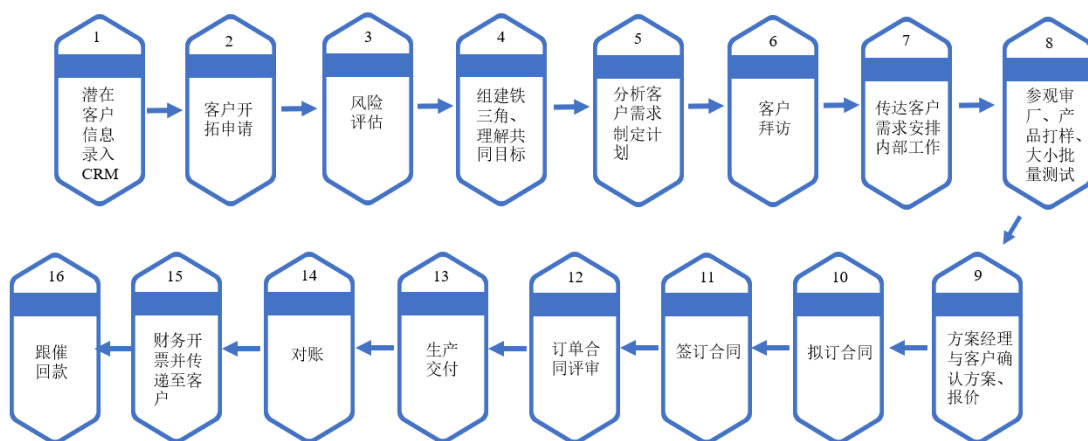 1
潜在
客户
信息
录入
CRM
2
客户开
拓申请
3
风险
评估
4
组建铁
三角、理
解共同
目标
5
分析客
户需求
制定计
划
6
客户
拜访
7
传达客户
需求安排
内部工作
8
参观审
厂、产
品打样、
大小批
量测试
9
方案经理
与客户确
认方案、
报价
10
拟订合同
11
签订合同
12
订单合
同评审
13
生产
交付
14
对账
15
财务开
票并传
递至客
户
16
跟催
回款